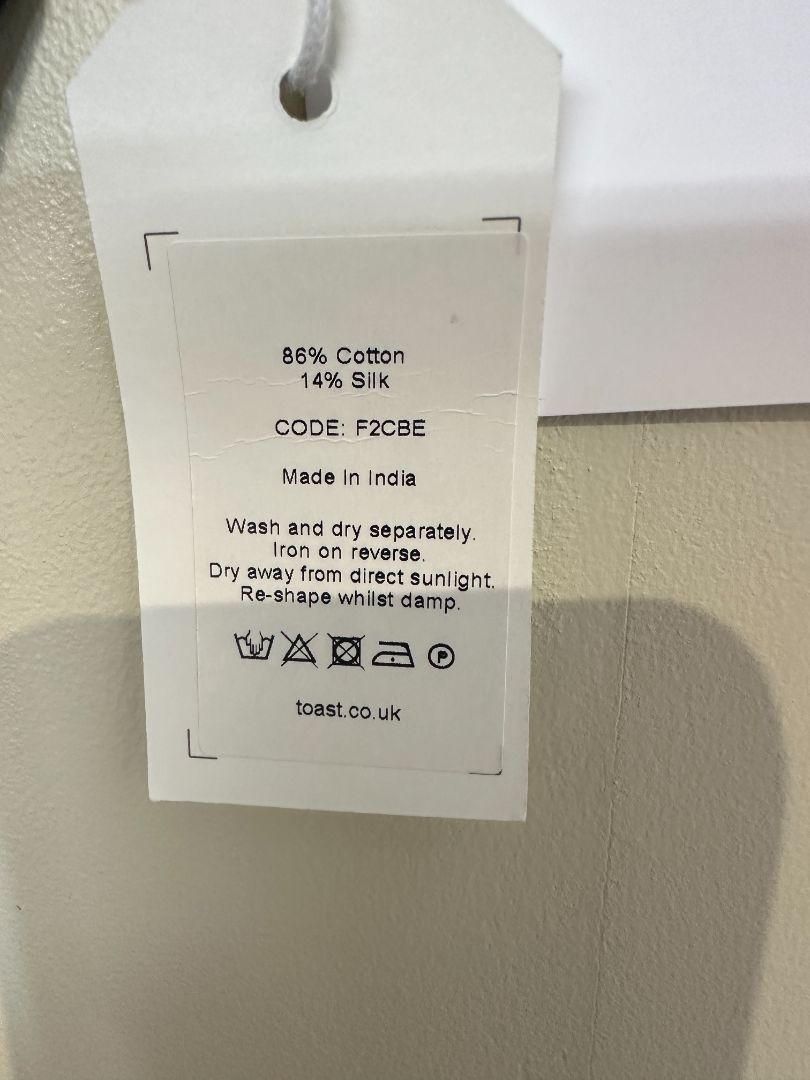 86% Cotton
14% Silk
CODE: F2CBE
Made In India
Wash and dry separately.
Iron on reverse.
Dry away from direct sunlight.
Re-shape whilst damp.
P
toast.co.uk